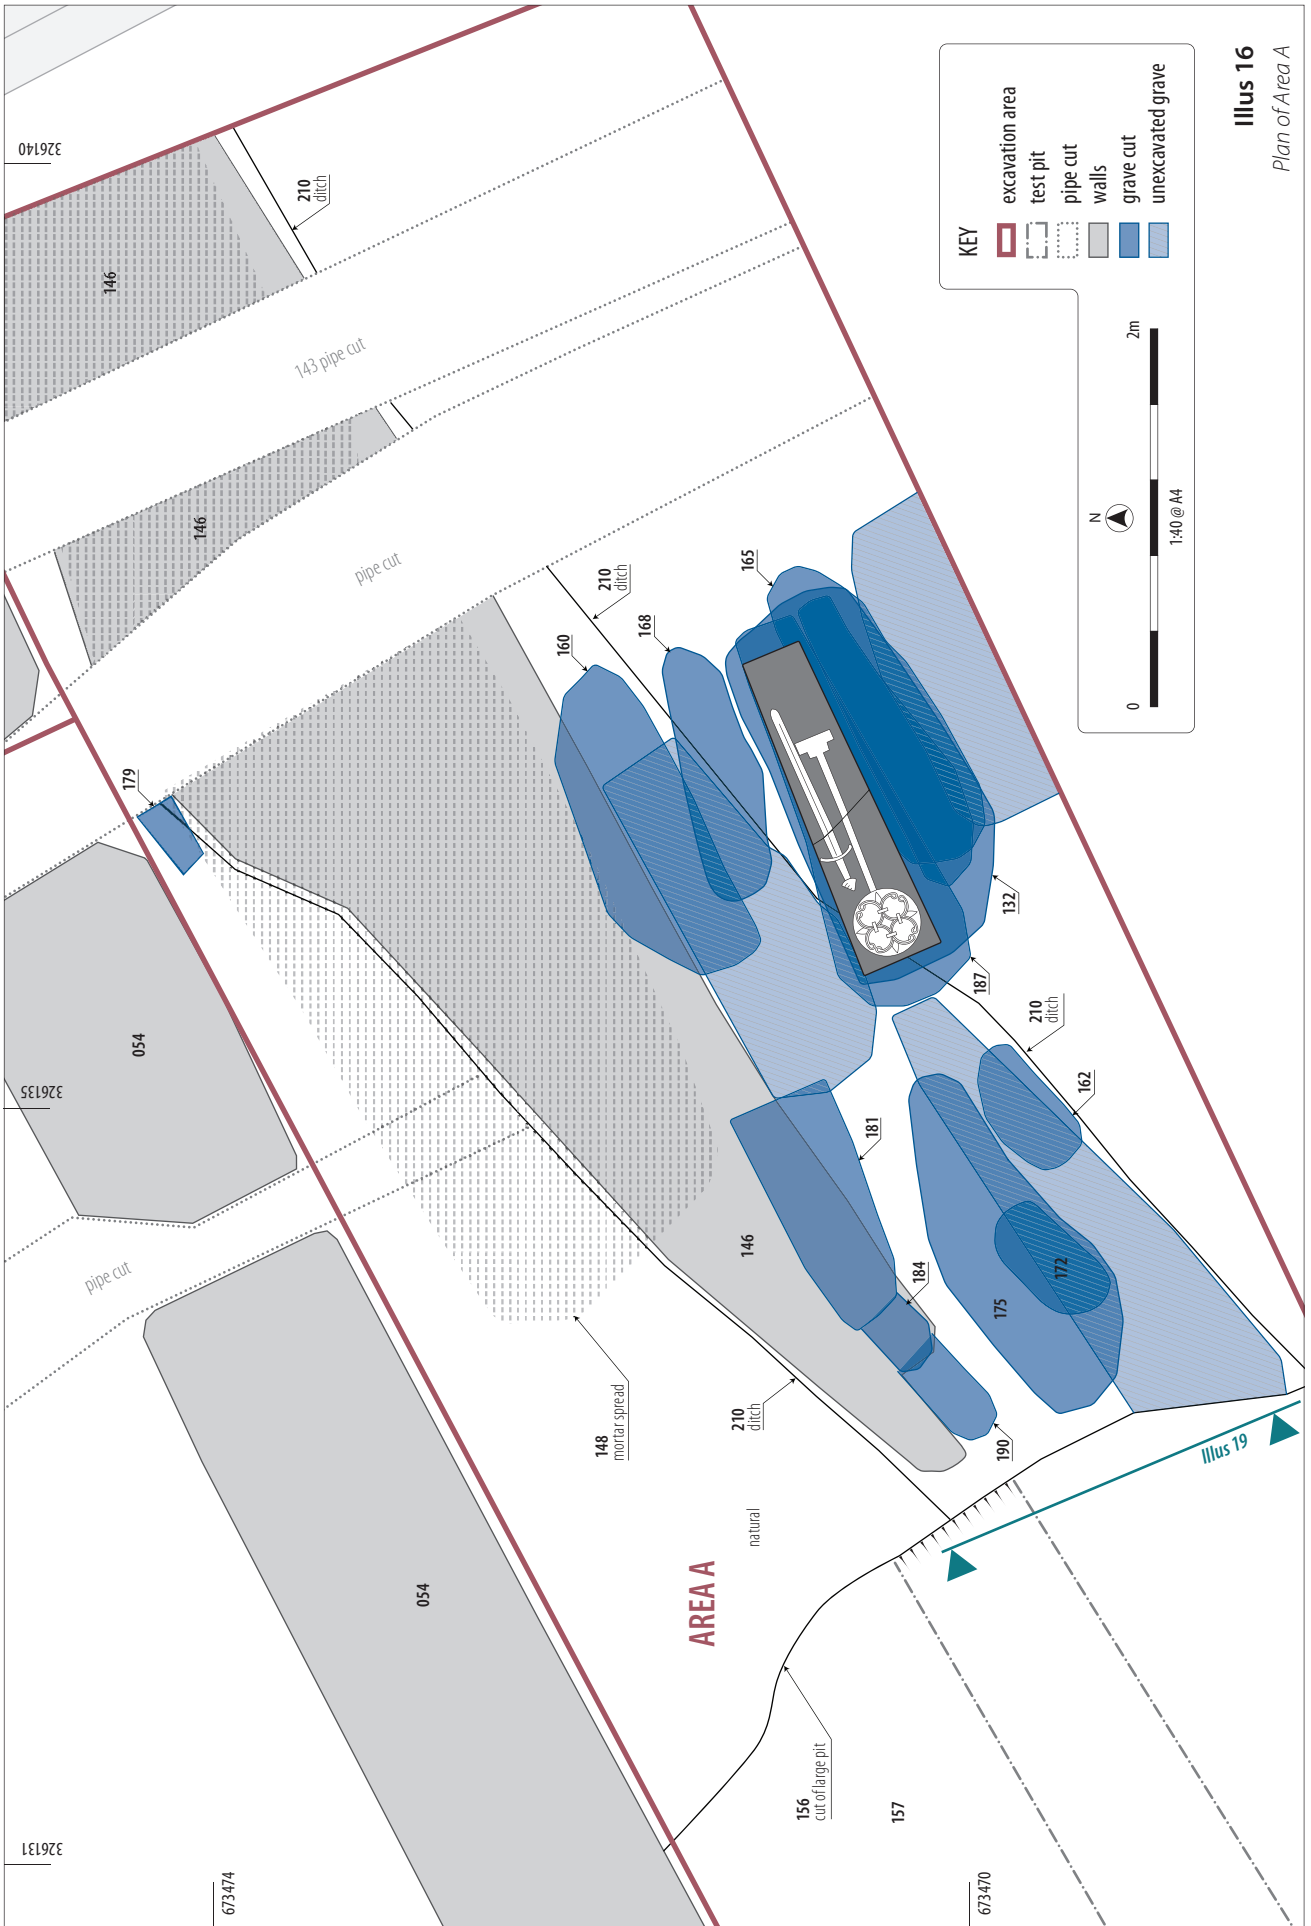 Illus 16
Plan of Area A
KEY
excavation area
test pit
pipe cut
walls
grave cut
unexcavated grave
N
0
2m
1:40 @ A4
326131
326135
326140
673474
673470
AREA A
natural
054
054
pipe cut
179
146
146
146
143 pipe cut
pipe cut
210
ditch
210
ditch
210
ditch
210
ditch
148
mortar spread
156
cut of large pit
157
160
168
165
132
187
162
181
184
190
175
172
Illus 19